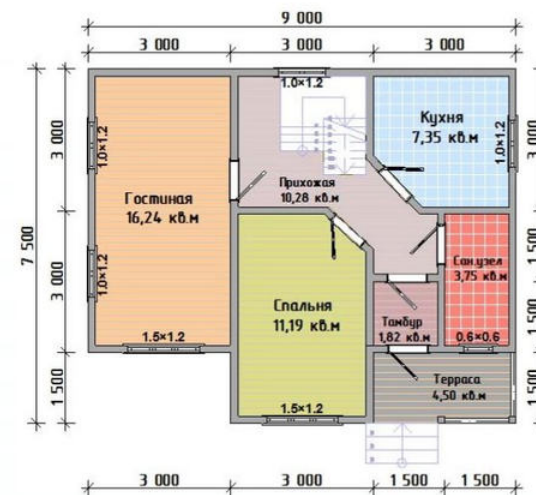 9 000
3 000
3 000
3 000
7 500
3 000
3 000
1 500
3 000
1 500
1 500
1 500
1.0×1.2
1.0×1.2
1.0×1.2
1.0×1.2
Гостиная
16,24 кв.м
Прихожая
10,28 кв.м
Кухня
7,35 кв.м
Спальня
11,19 кв.м
Сан.узел
3,75 кв.м
Тамбур
1,82 кв.м
0.6×0.6
1.5×1.2
Терраса
4,50 кв.м
1.5×1.2
3 000
3 000
1 500
1 500